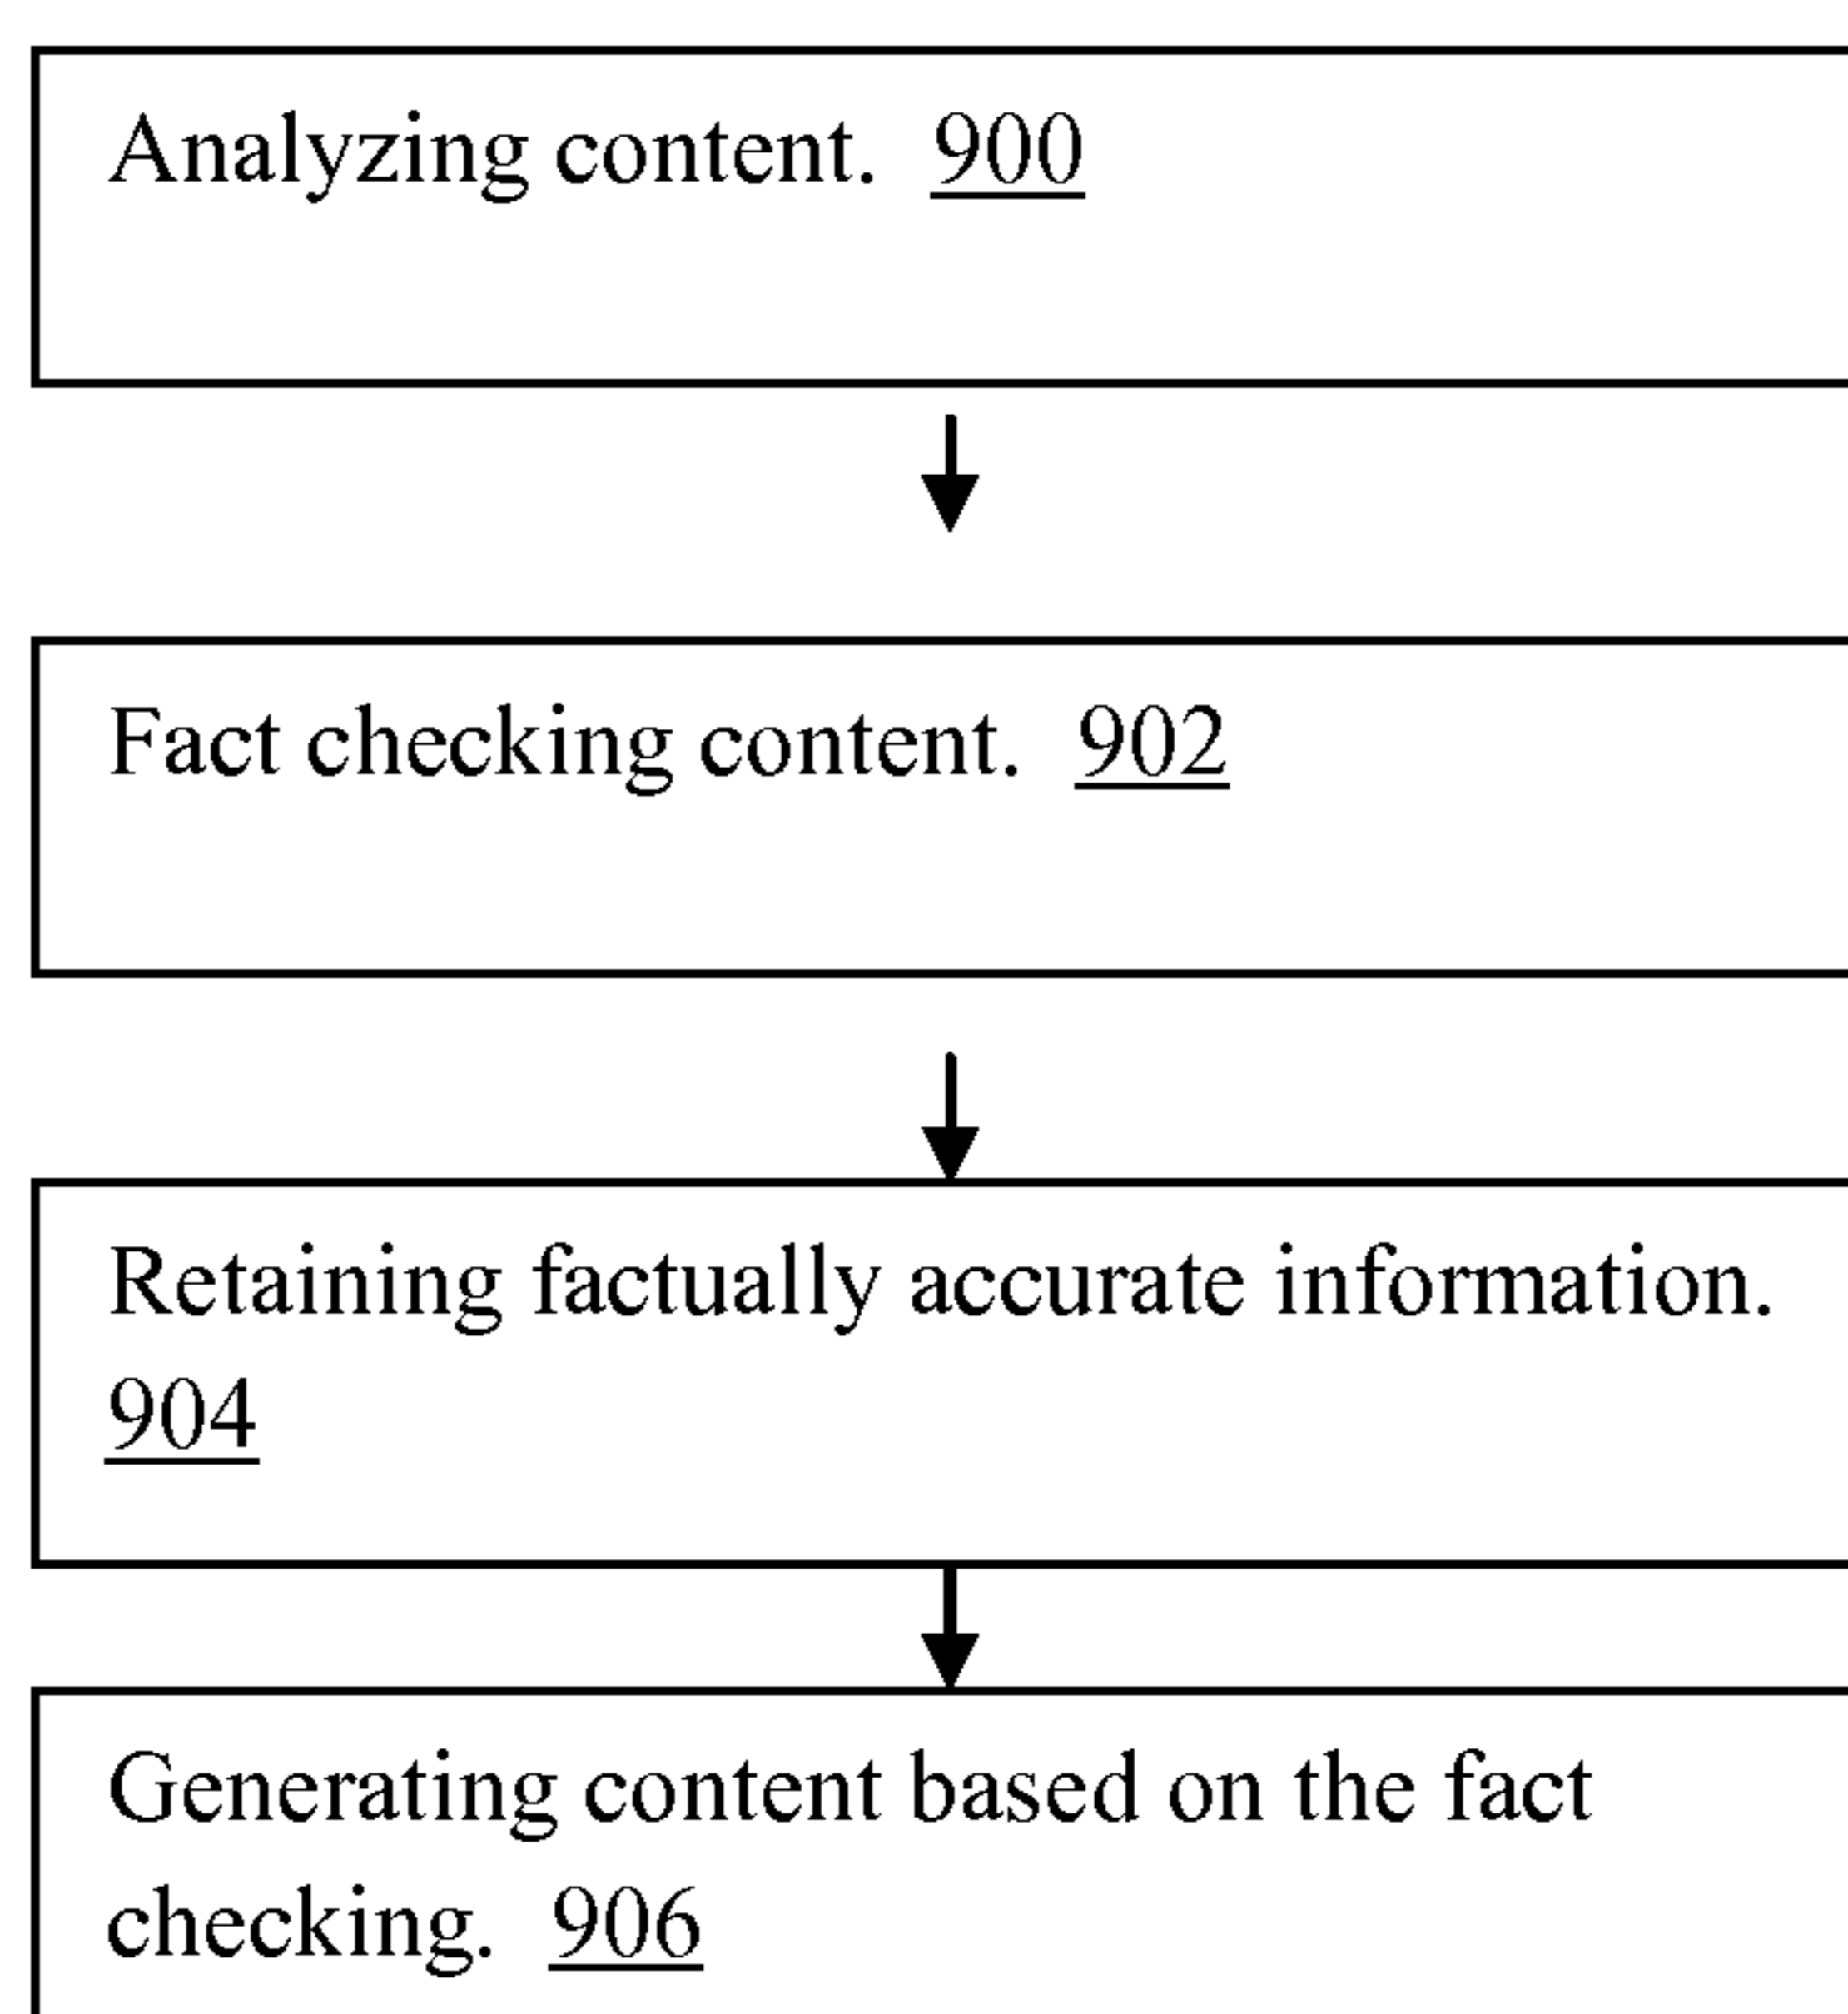 Analyzing content. 900
Fact checking content. 902
Retaining factually accurate information.
904
Generating content based on the fact
checking. 906